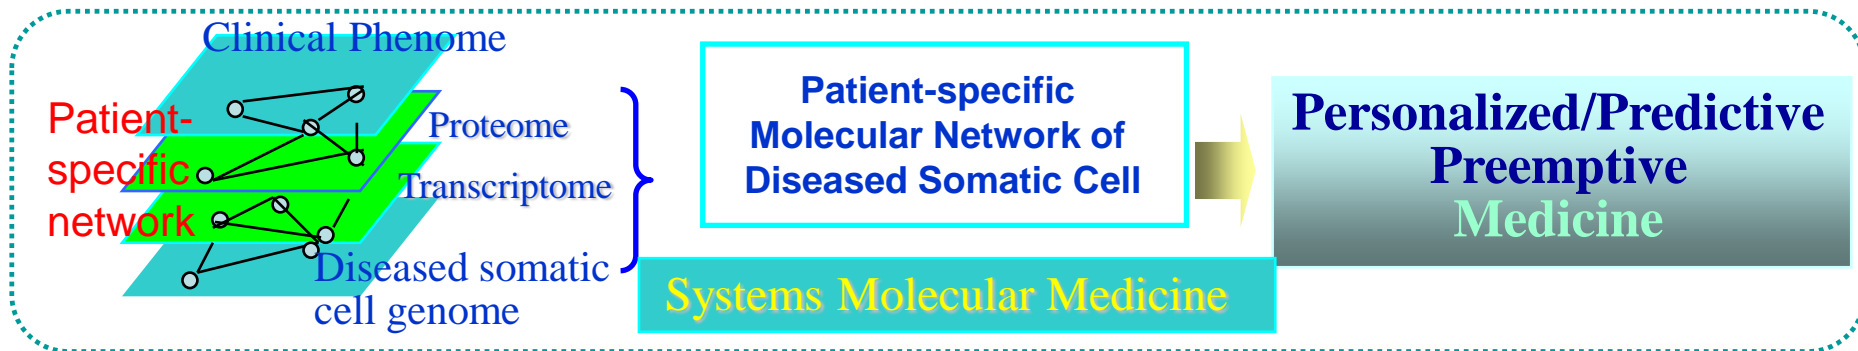 Clinical Phenome
Patient-
specific
network
Proteome
Transcriptome
Diseased somatic
cell genome
Patient-specific
Molecular Network of
Diseased Somatic Cell
Systems Molecular Medicine
Personalized/Predictive
Preemptive
Medicine